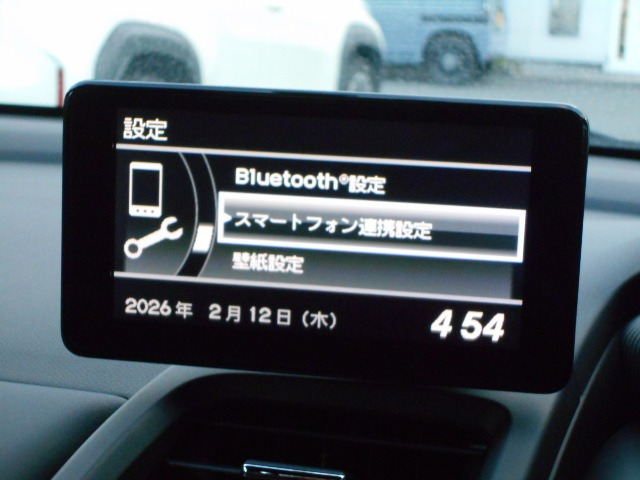 設定
Bluetooth®設定
スマートフォン連携設定
壁紙設定
2026年 2月12日（木） 4 54